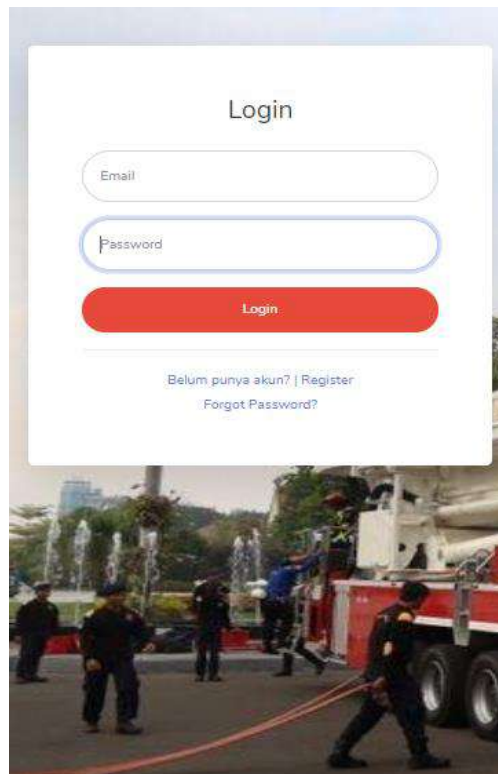 Login
Email
Password
Login
Belum punya akun? | Register
Forgot Password?